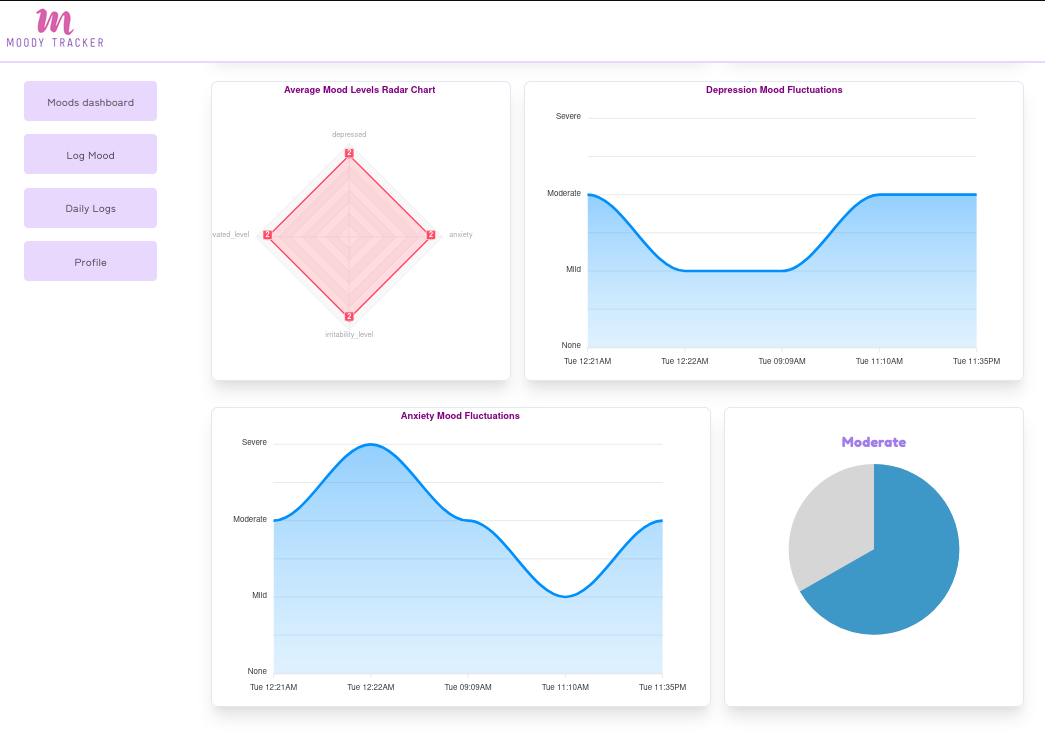 m
MOODY TRACKER
Moods dashboard
Log Mood
Daily Logs
Profile
Average Mood Levels Radar Chart
depressed
2
vated_level
2
2
anxiety
2
irritability_level
Depression Mood Fluctuations
Severe
Moderate
Mild
None
Tue 12:21AM Tue 12:22AM Tue 09:09AM Tue 11:10AM Tue 11:35PM
Anxiety Mood Fluctuations
Severe
Moderate
Mild
None
Tue 12:21AM Tue 12:22AM Tue 09:09AM Tue 11:10AM Tue 11:35PM
Moderate